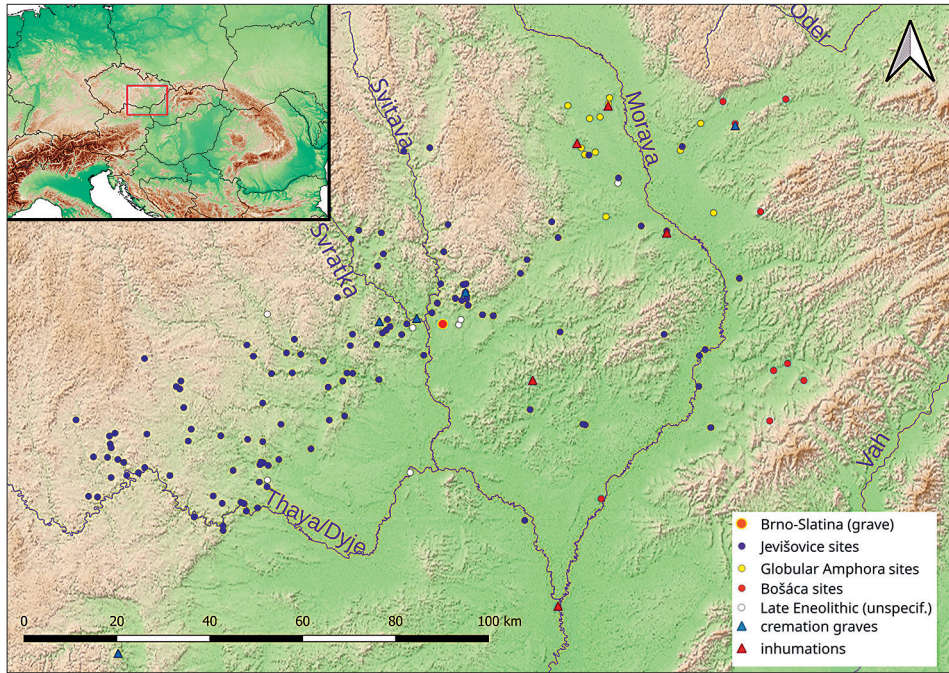 Oder
Svitava
Morava
Svratka
Thaya/Dyje
Vah
Brno-Slatina (grave)
Jevišovice sites
Globular Amphora sites
Bošáca sites
Late Eneolithic (unspecif.)
cremation graves
inhumations
0 20 40 60 80 100 km